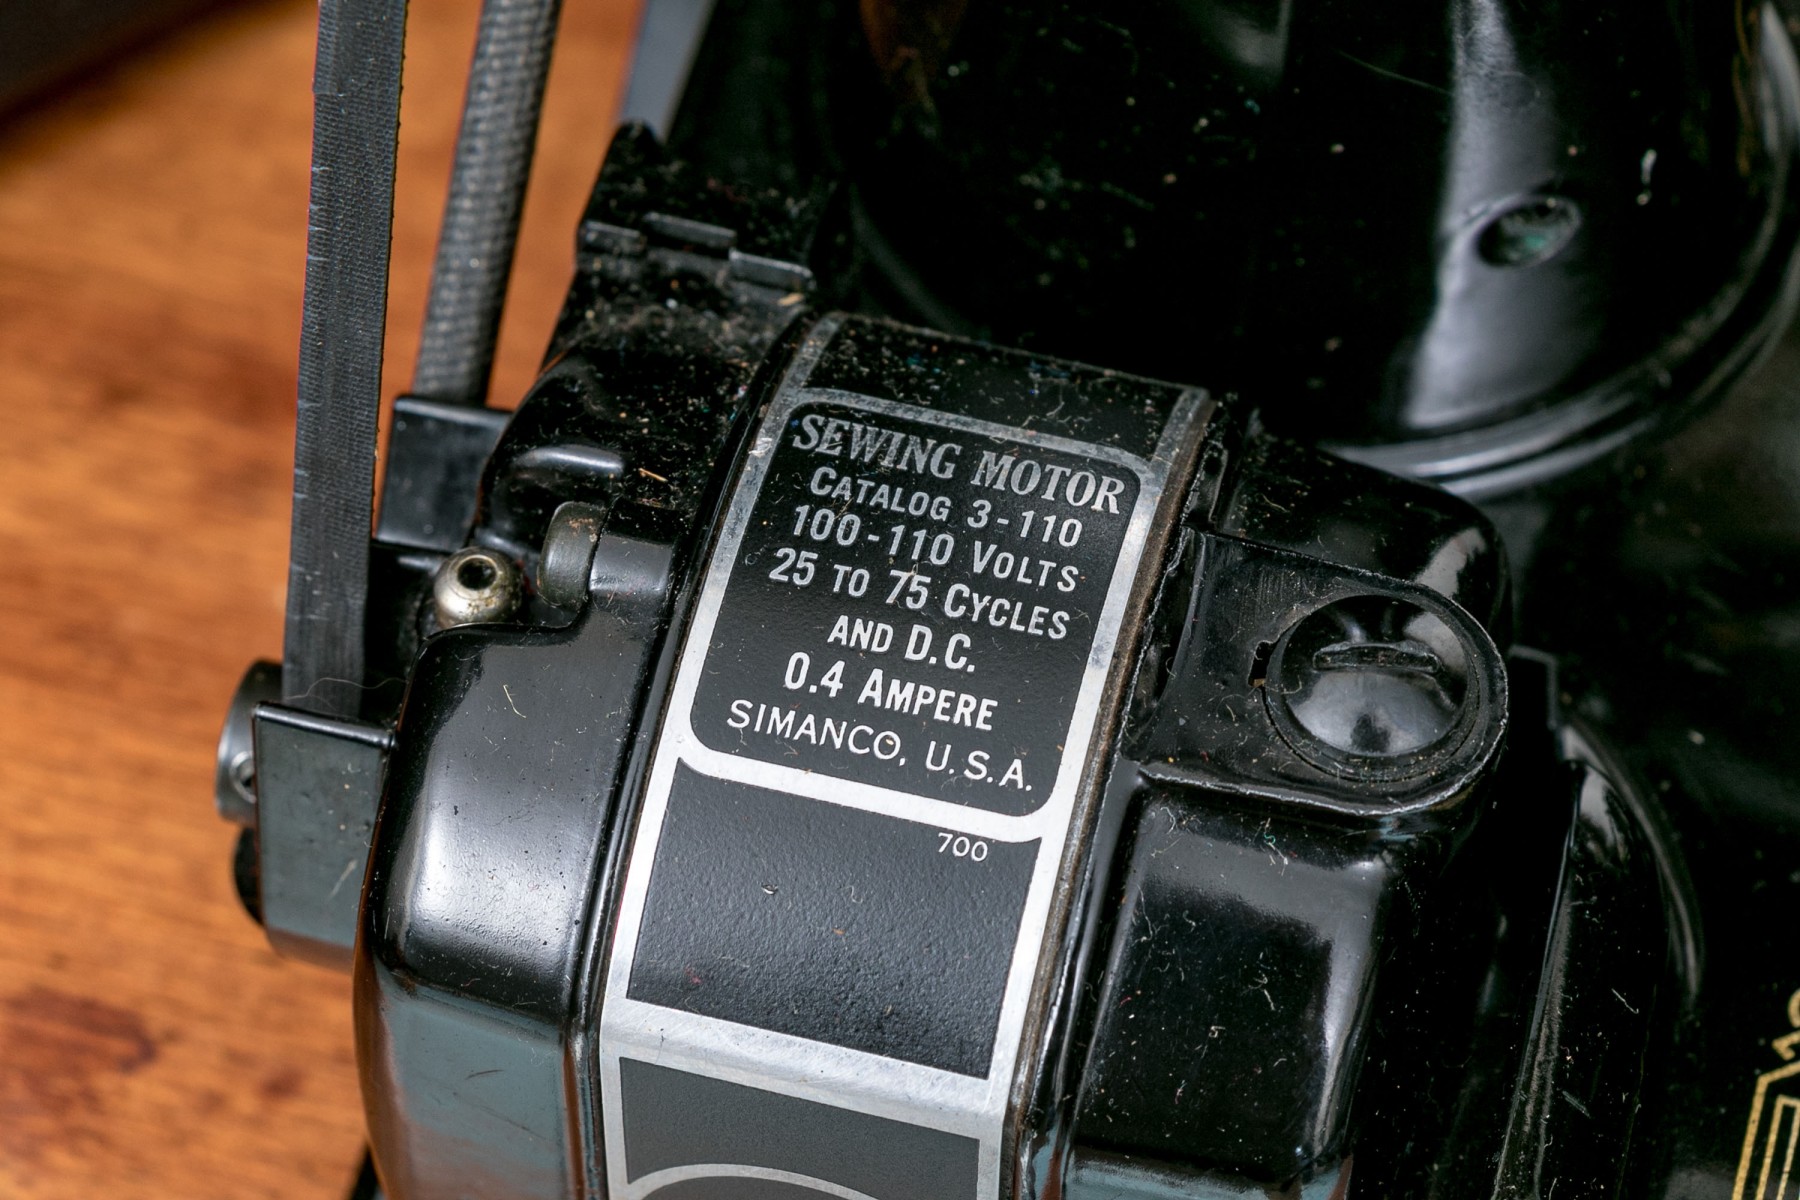 SEWING MOTOR
CATALOG 3-110
100-110 VOLTS
25 TO 75 CYCLES
AND D.C.
0.4 AMPERE
SIMANCO, U.S.A.
700